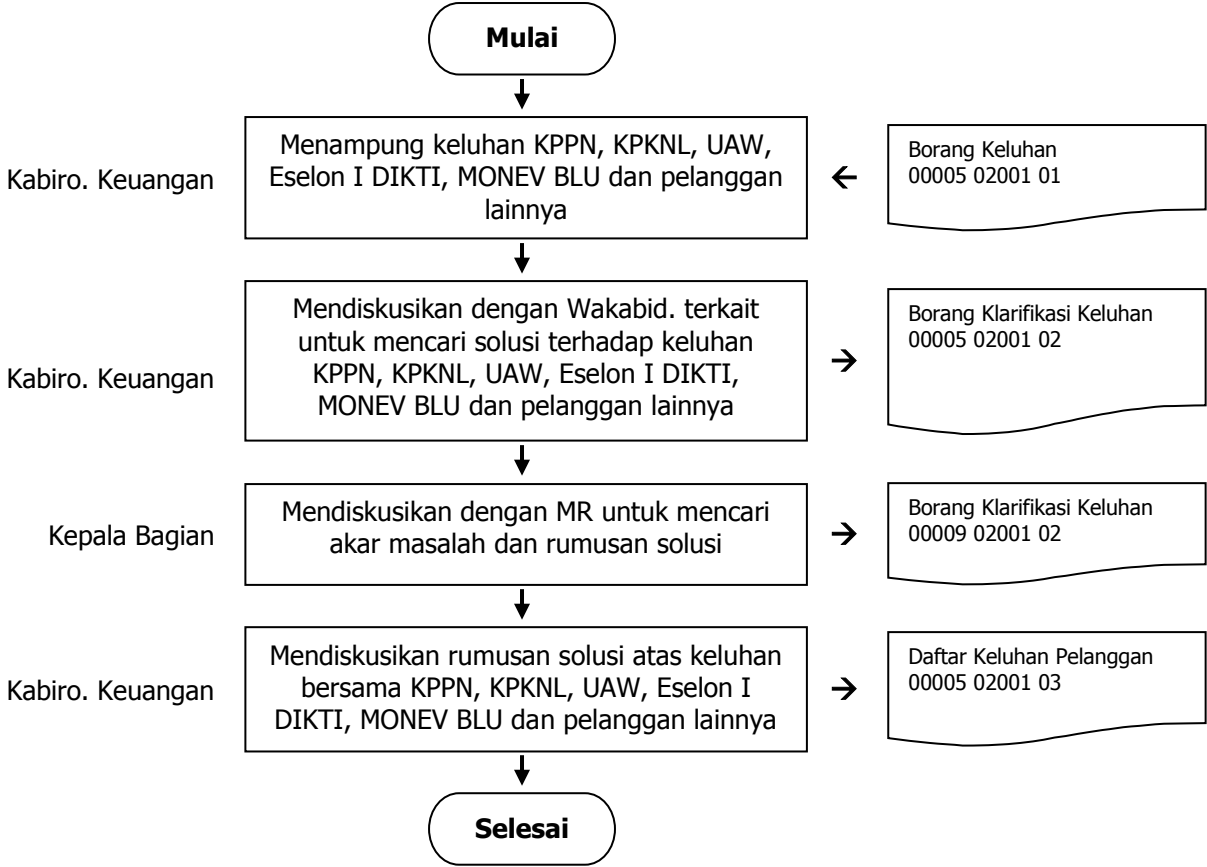 Mulai
Kabiro. Keuangan
Menampung keluhan KPPN, KPKNL, UAW,
Eselon I DIKTI, MONEV BLU dan pelanggan
lainnya
Borang Keluhan
00005 02001 01
Kabiro. Keuangan
Mendiskusikan dengan Wakabid. terkait
untuk mencari solusi terhadap keluhan
KPPN, KPKNL, UAW, Eselon I DIKTI,
MONEV BLU dan pelanggan lainnya
Borang Klarifikasi Keluhan
00005 02001 02
Kepala Bagian
Mendiskusikan dengan MR untuk mencari
akar masalah dan rumusan solusi
Borang Klarifikasi Keluhan
00009 02001 02
Kabiro. Keuangan
Mendiskusikan rumusan solusi atas keluhan
bersama KPPN, KPKNL, UAW, Eselon I
DIKTI, MONEV BLU dan pelanggan lainnya
Daftar Keluhan Pelanggan
00005 02001 03
Selesai